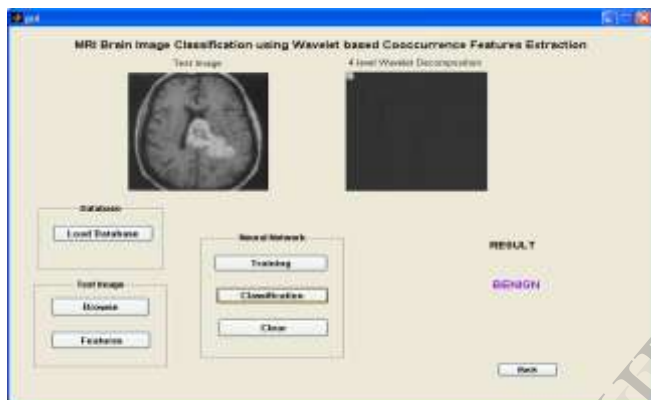 gui
MRI Brain Image Classification using Wavelet based Cooccurrence Features Extraction
Test Image
4 level Wavelet Decomposition
Database
Load Database
Neural Network
Training
Classification
Clear
Test Image
Browse
Features
RESULT
BENIGN
Back